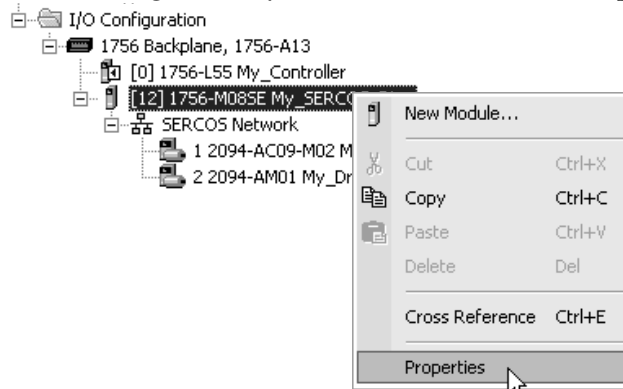 I/O Configuration
1756 Backplane, 1756-A13
[0] 1756-L55 My_Controller
[12] 1756-M08SE My_SERCO
SERCOS Network
1 2094-AC09-M02 M
2 2094-AM01 My_Dr
New Module...
Cut Ctrl+X
Copy Ctrl+C
Paste Ctrl+V
Delete Del
Cross Reference Ctrl+E
Properties